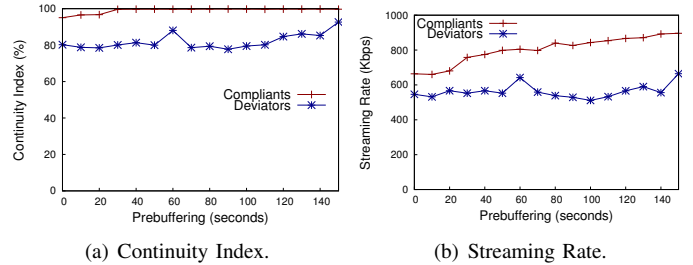 100
80
60
40
20
0
Continuity Index (%)
Compliants
Deviators
0 20 40 60 80 100 120 140
Prebuffering (seconds)
(a) Continuity Index.
1000
800
600
400
200
0
Streaming Rate (Kbps)
Compliants
Deviators
0 20 40 60 80 100 120 140
Prebuffering (seconds)
(b) Streaming Rate.